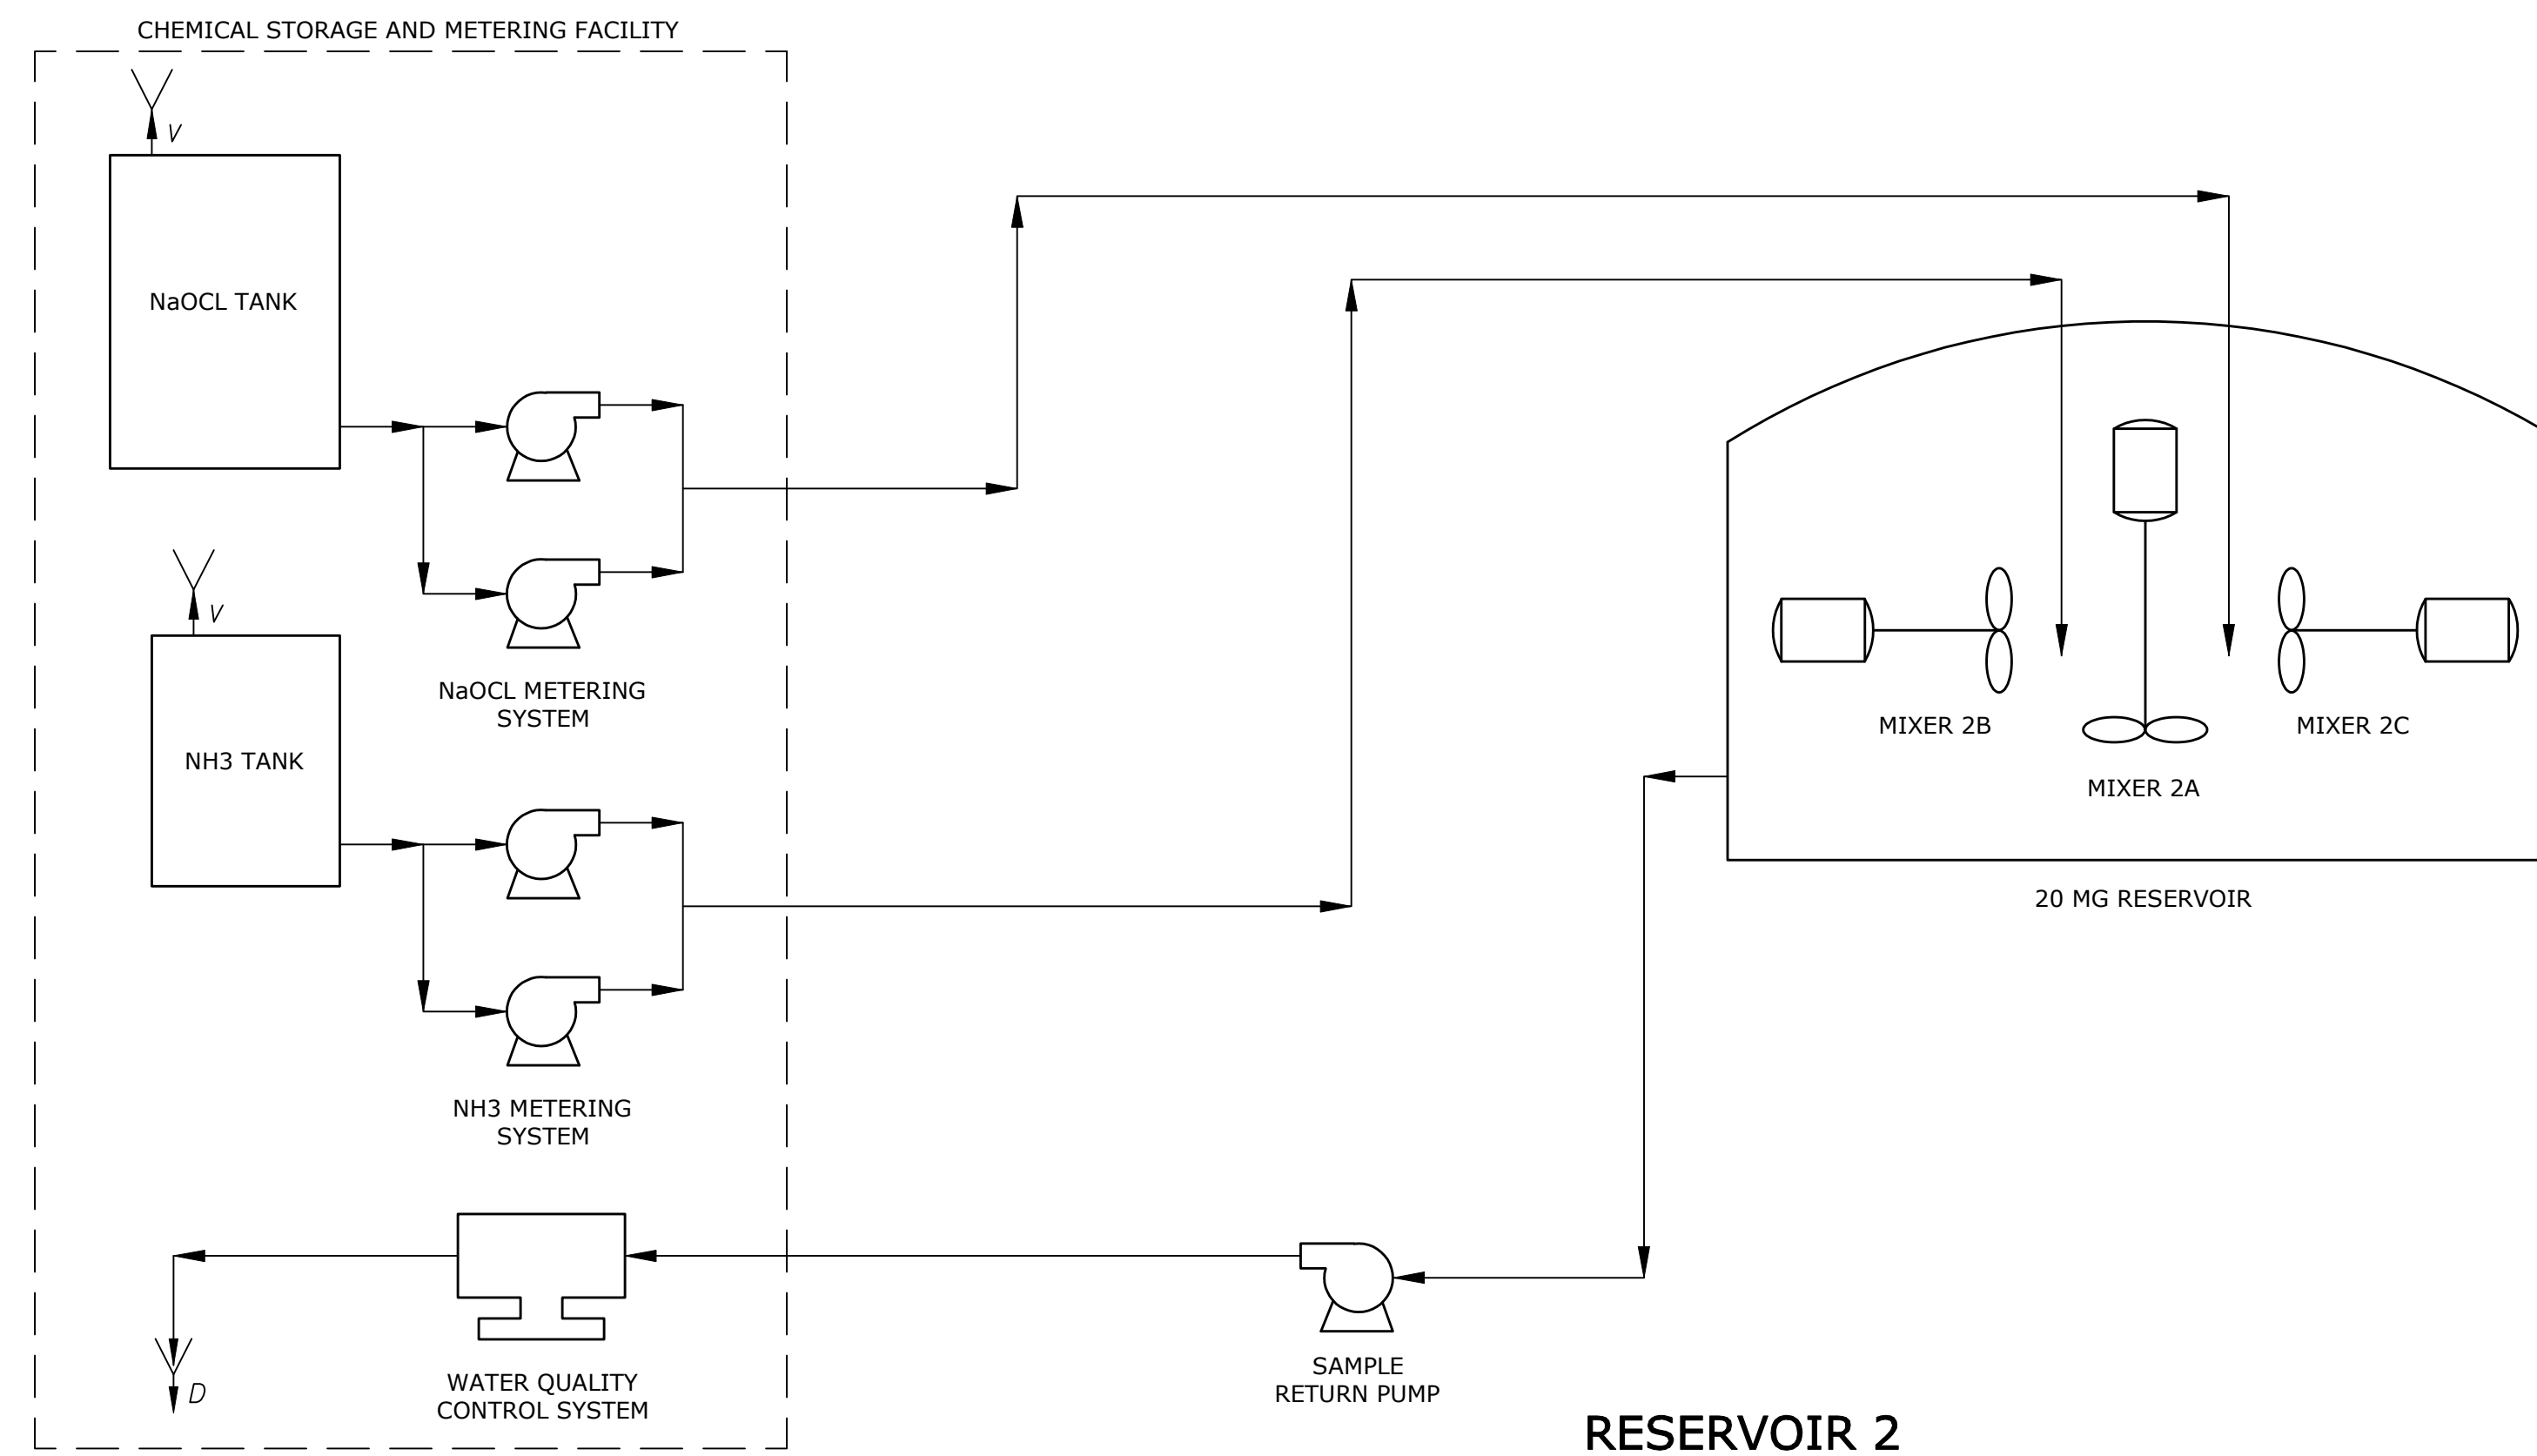 CHEMICAL STORAGE AND METERING FACILITY
V
NaOCL TANK
V
NaOCL METERING
SYSTEM
NH3 TANK
NH3 METERING
SYSTEM
WATER QUALITY
CONTROL SYSTEM
D
SAMPLE
RETURN PUMP
MIXER 2B
MIXER 2C
MIXER 2A
20 MG RESERVOIR
RESERVOIR 2